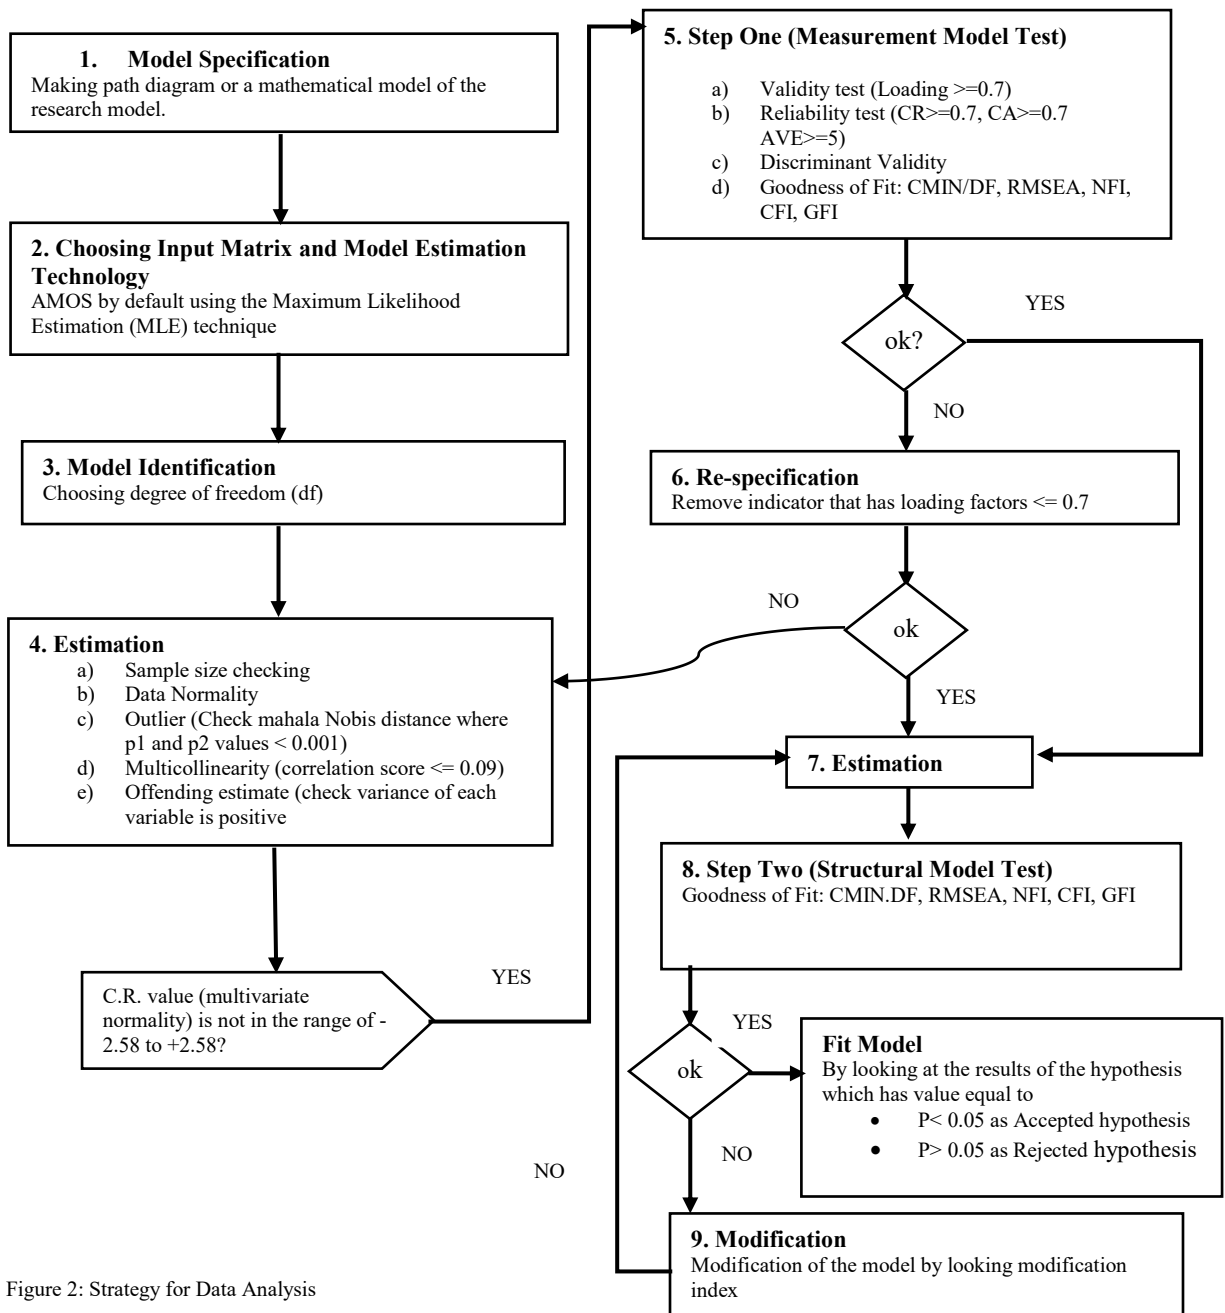 1. Model Specification
Making path diagram or a mathematical model of the
research model.
2. Choosing Input Matrix and Model Estimation
Technology
AMOS by default using the Maximum Likelihood
Estimation (MLE) technique
3. Model Identification
Choosing degree of freedom (df)
4. Estimation
a) Sample size checking
b) Data Normality
c) Outlier (Check mahala Nobis distance where
p1 and p2 values < 0.001)
d) Multicollinearity (correlation score <= 0.09)
e) Offending estimate (check variance of each
variable is positive
C.R. value (multivariate
normality) is not in the range of -
2.58 to +2.58?
YES
5. Step One (Measurement Model Test)
a) Validity test (Loading >=0.7)
b) Reliability test (CR>=0.7, CA>=0.7
AVE>=5)
c) Discriminant Validity
d) Goodness of Fit: CMIN/DF, RMSEA, NFI,
CFI, GFI
ok?
YES
NO
6. Re-specification
Remove indicator that has loading factors <= 0.7
ok
NO
YES
7. Estimation
8. Step Two (Structural Model Test)
Goodness of Fit: CMIN.DF, RMSEA, NFI, CFI, GFI
ok
YES
Fit Model
By looking at the results of the hypothesis
which has value equal to
• P< 0.05 as Accepted hypothesis
• P> 0.05 as Rejected hypothesis
NO
NO
9. Modification
Modification of the model by looking modification
index
Figure 2: Strategy for Data Analysis